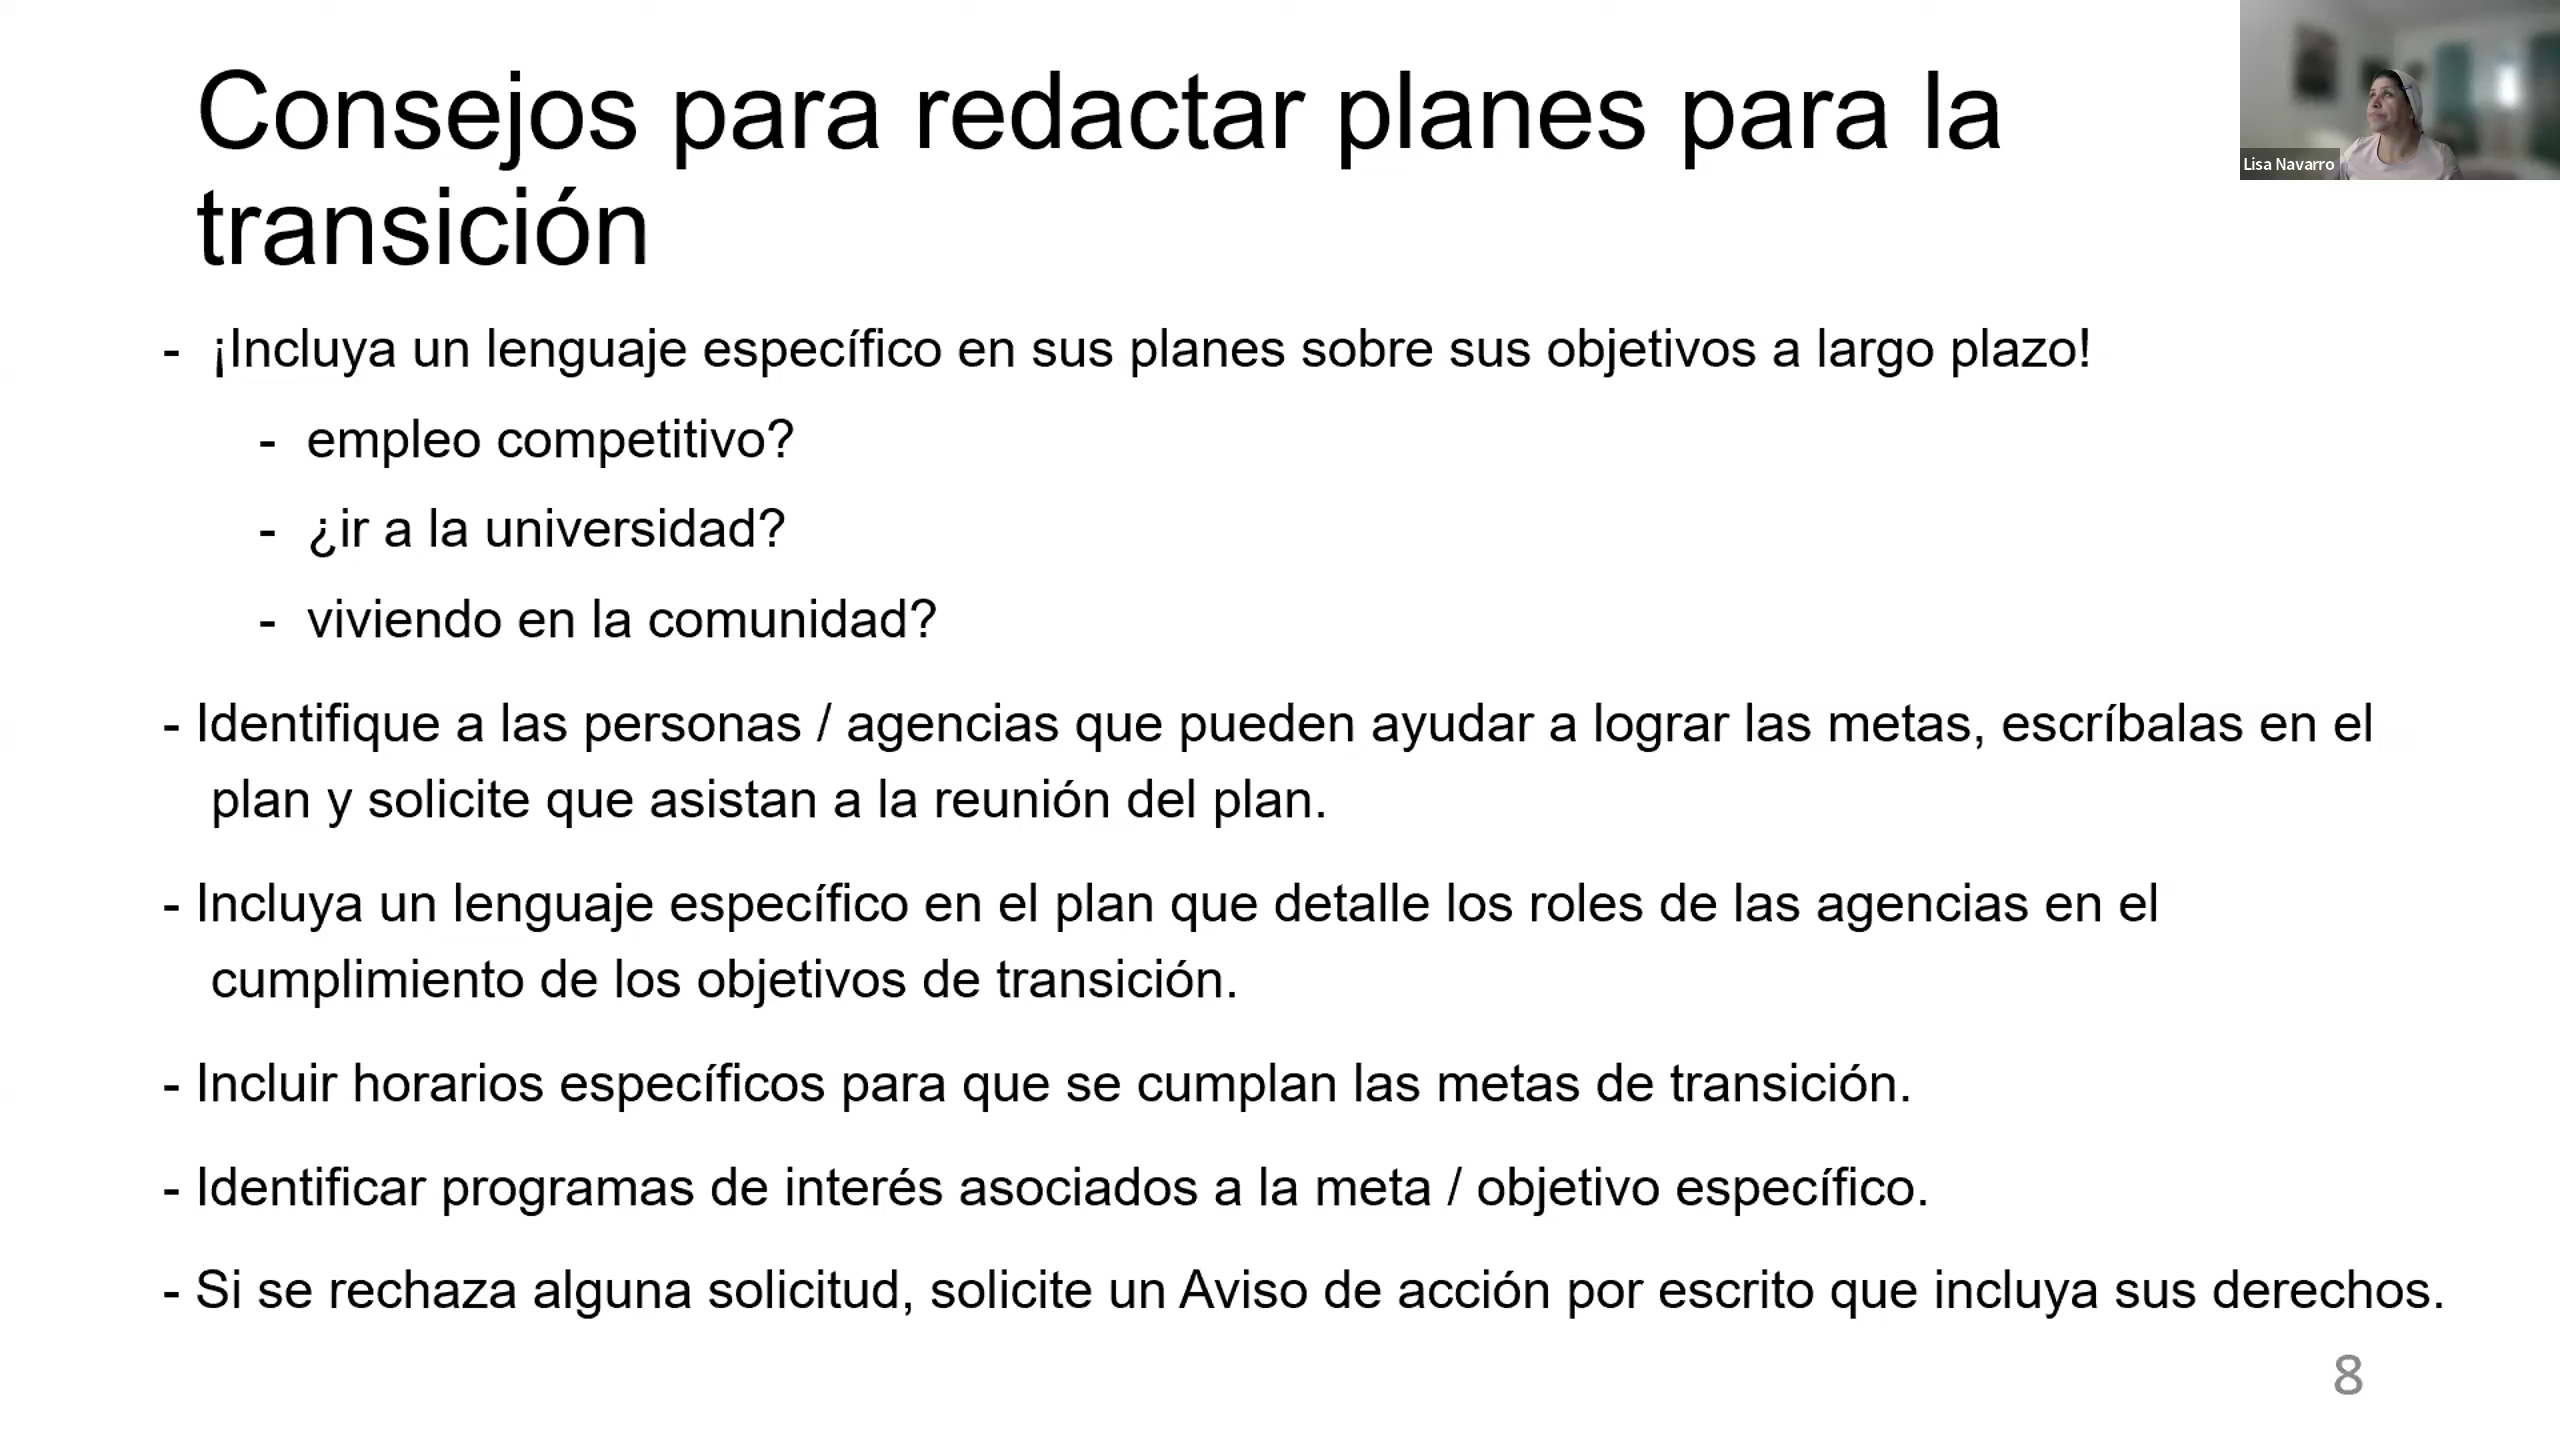 Consejos para redactar planes para la
transición
Lisa Navarro
- ¡Incluya un lenguaje específico en sus planes sobre sus objetivos a largo plazo!
- empleo competitivo?
- ¿ir a la universidad?
- viviendo en la comunidad?
- Identifique a las personas / agencias que pueden ayudar a lograr las metas, escríbalas en el
plan y solicite que asistan a la reunión del plan.
- Incluya un lenguaje específico en el plan que detalle los roles de las agencias en el
cumplimiento de los objetivos de transición.
- Incluir horarios específicos para que se cumplan las metas de transición.
- Identificar programas de interés asociados a la meta / objetivo específico.
- Si se rechaza alguna solicitud, solicite un Aviso de acción por escrito que incluya sus derechos.
8